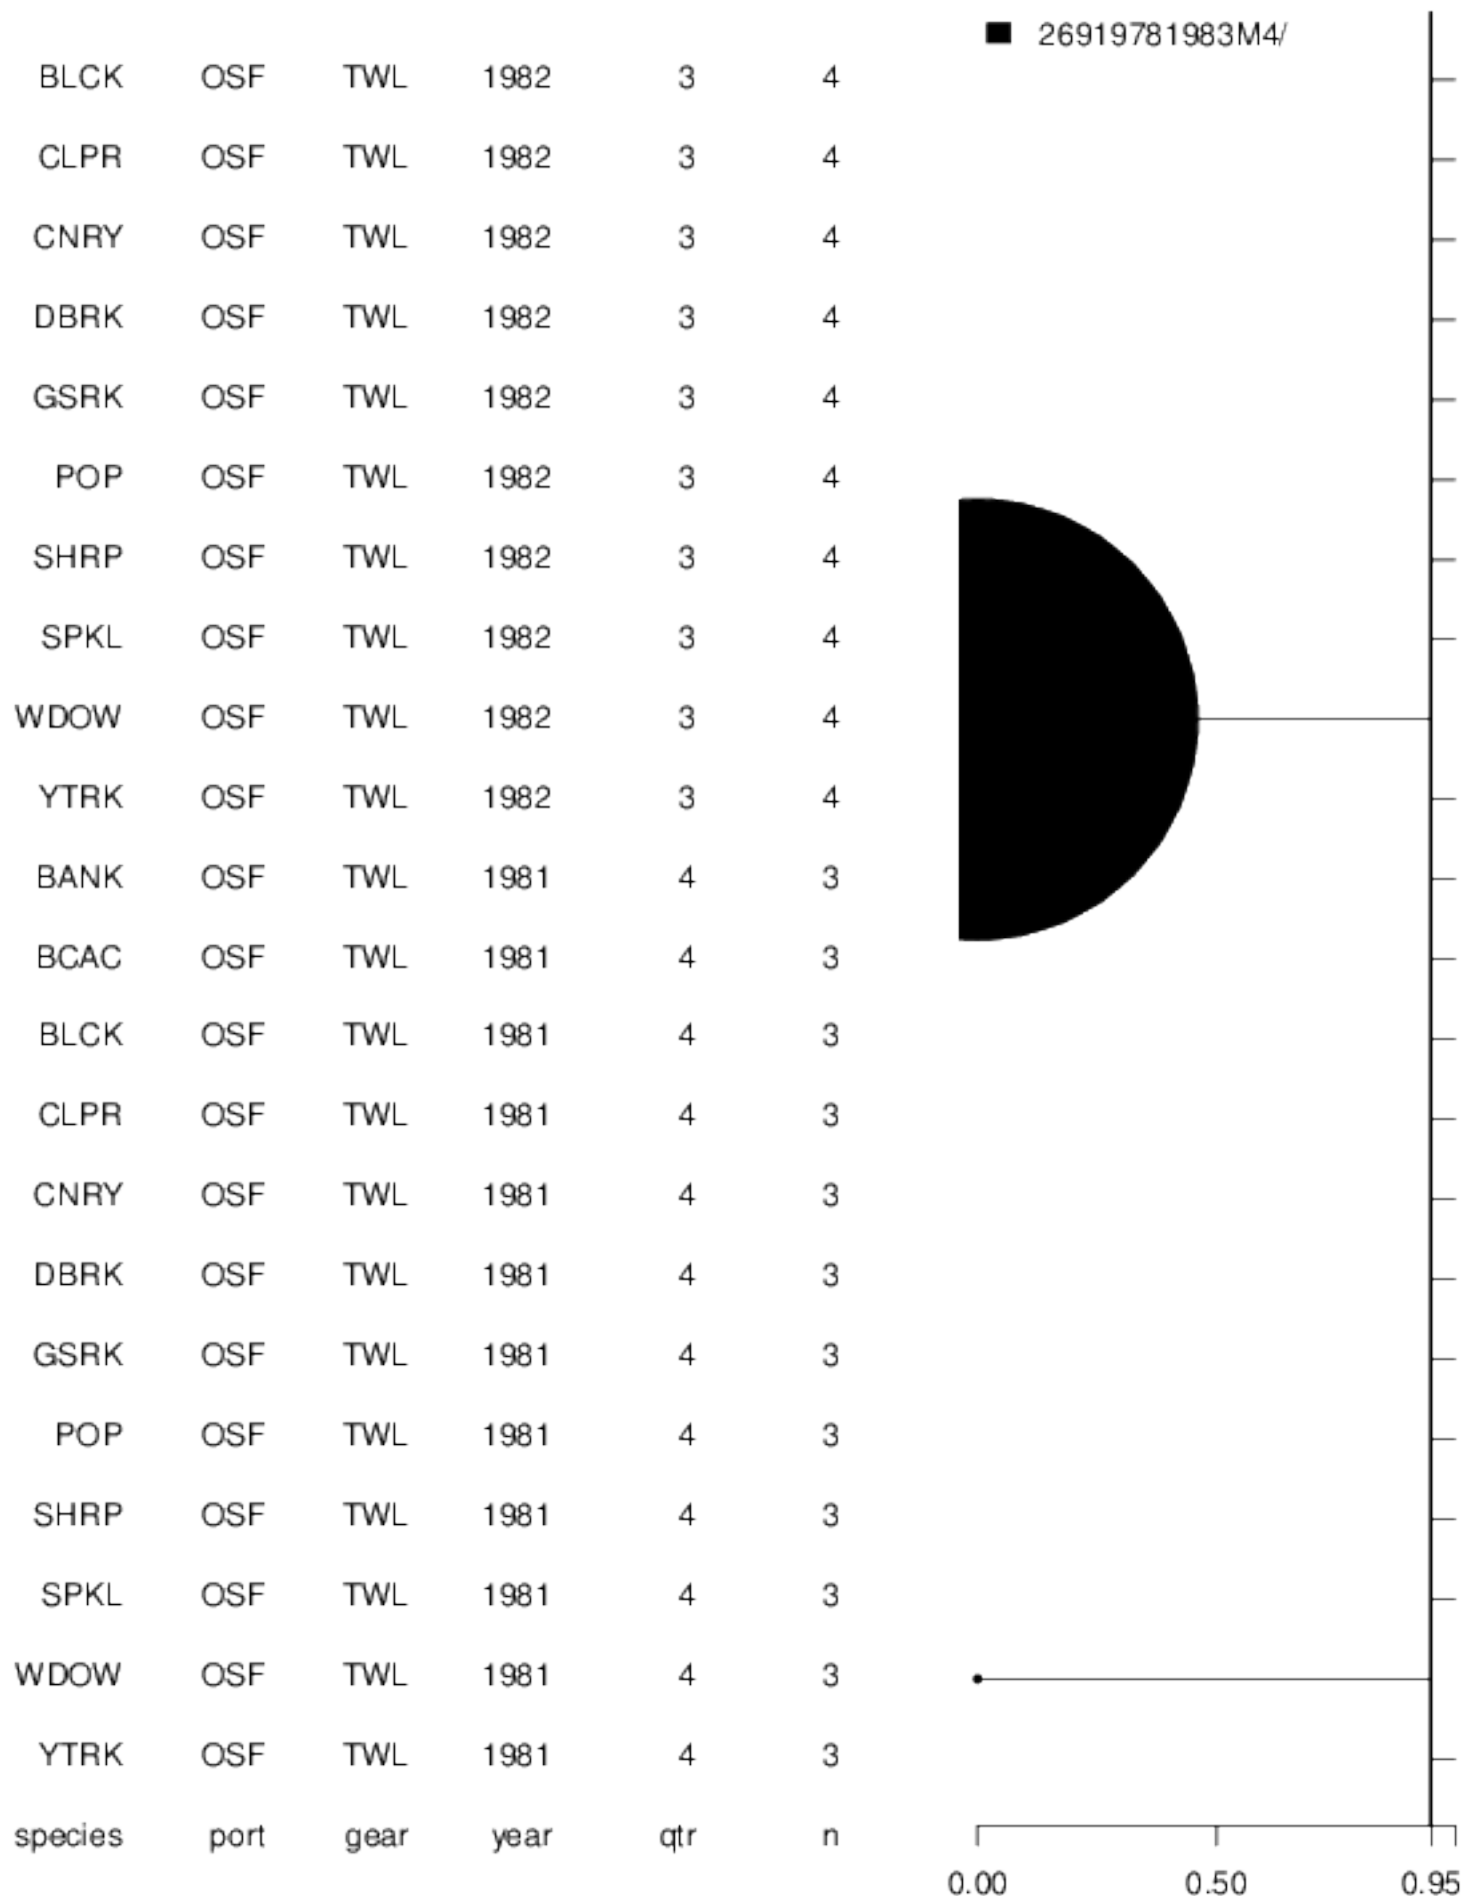 26919781983M4/
BLCK OSF TWL 1982 3 4
CLPR OSF TWL 1982 3 4
CNRY OSF TWL 1982 3 4
DBRK OSF TWL 1982 3 4
GSRK OSF TWL 1982 3 4
POP OSF TWL 1982 3 4
SHRP OSF TWL 1982 3 4
SPKL OSF TWL 1982 3 4
WDOW OSF TWL 1982 3 4
YTRK OSF TWL 1982 3 4
BANK OSF TWL 1981 4 3
BCAC OSF TWL 1981 4 3
BLCK OSF TWL 1981 4 3
CLPR OSF TWL 1981 4 3
CNRY OSF TWL 1981 4 3
DBRK OSF TWL 1981 4 3
GSRK OSF TWL 1981 4 3
POP OSF TWL 1981 4 3
SHRP OSF TWL 1981 4 3
SPKL OSF TWL 1981 4 3
WDOW OSF TWL 1981 4 3
YTRK OSF TWL 1981 4 3
species port gear year qtr n
0.00 0.50 0.95